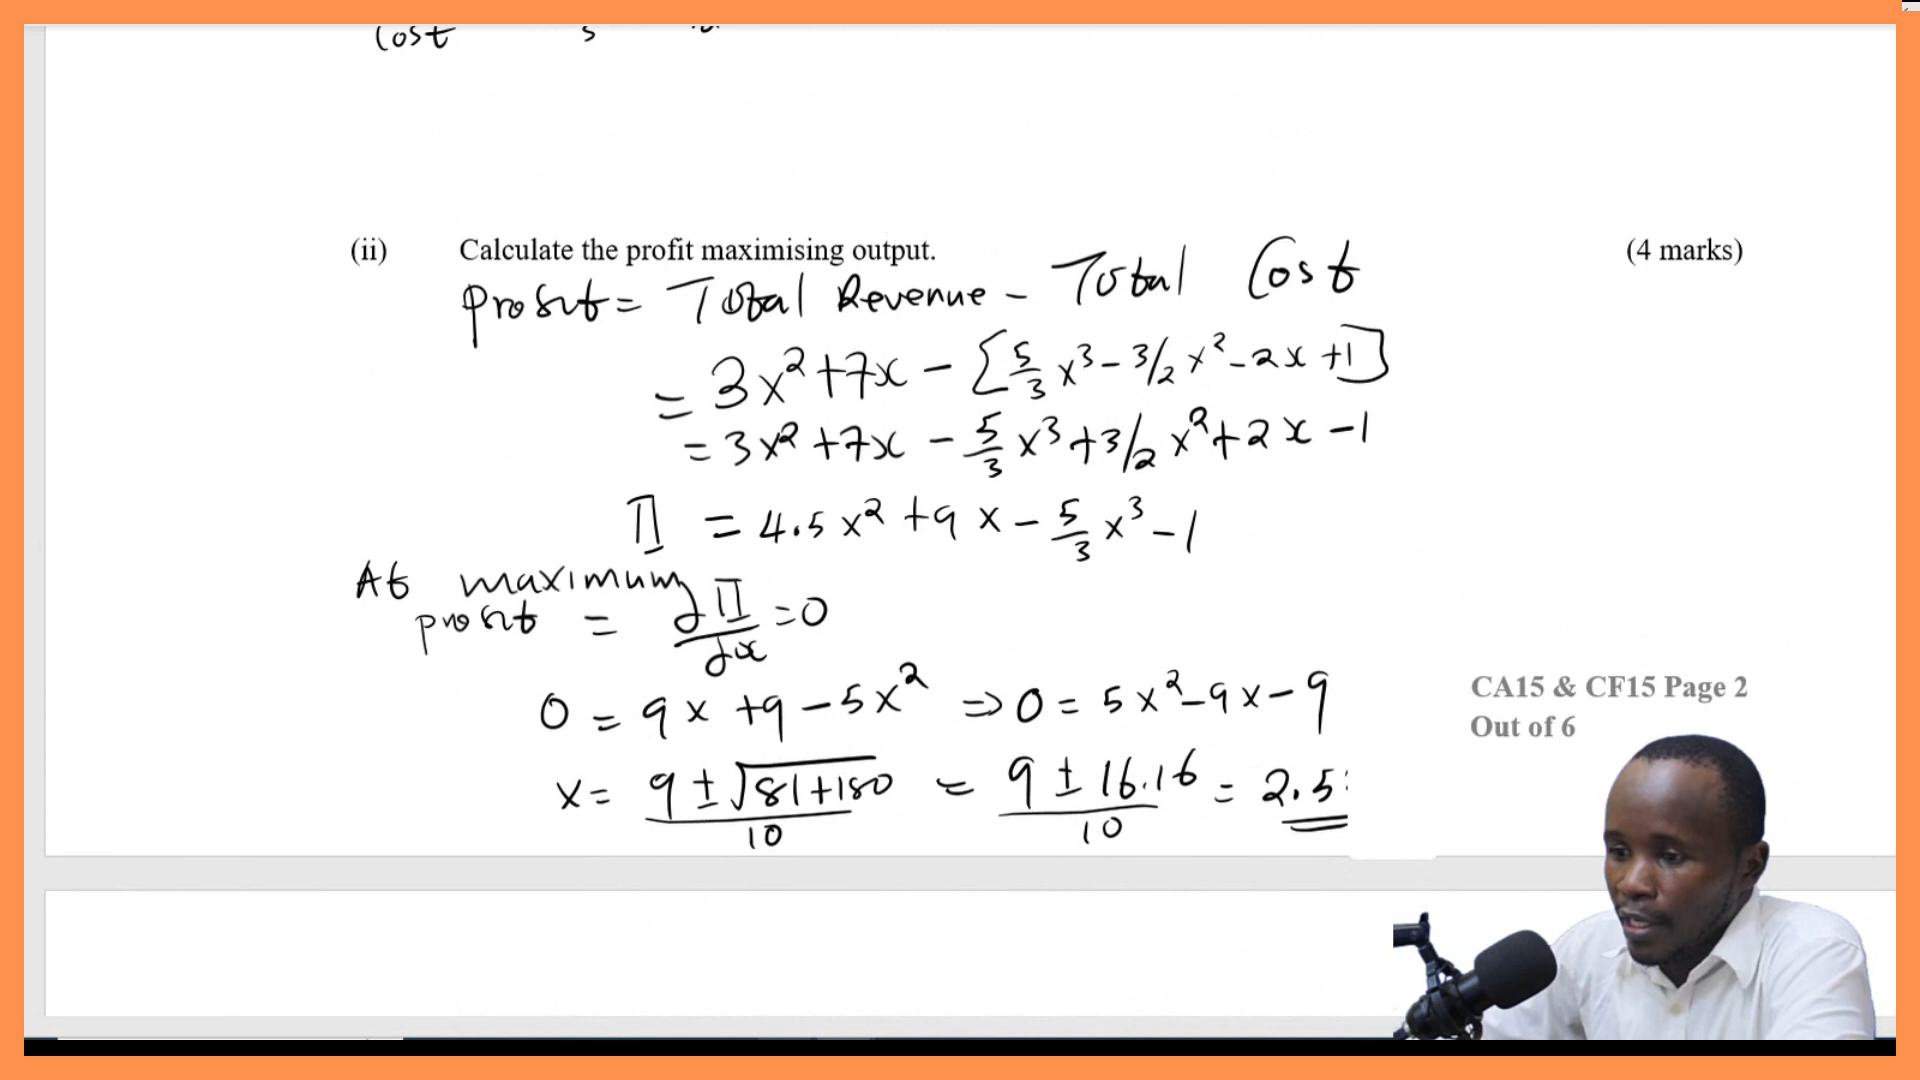 Cost
(ii) Calculate the profit maximising output. (4 marks)
Profit = Total Revenue - Total Cost
= 3x² + 7x - [5/3 x³ - 3/2 x² - 2x + 1]
= 3x² + 7x - 5/3 x³ + 3/2 x² + 2x - 1
Π = 4.5x² + 9x - 5/3 x³ - 1
At maximum
profit = dΠ/dx = 0
0 = 9x + 9 - 5x² ⇒ 0 = 5x² - 9x - 9
x = 9 ± √81+180 / 10 = 9 ± 16.16 / 10 = 2.5
CA15 & CF15 Page 2
Out of 6